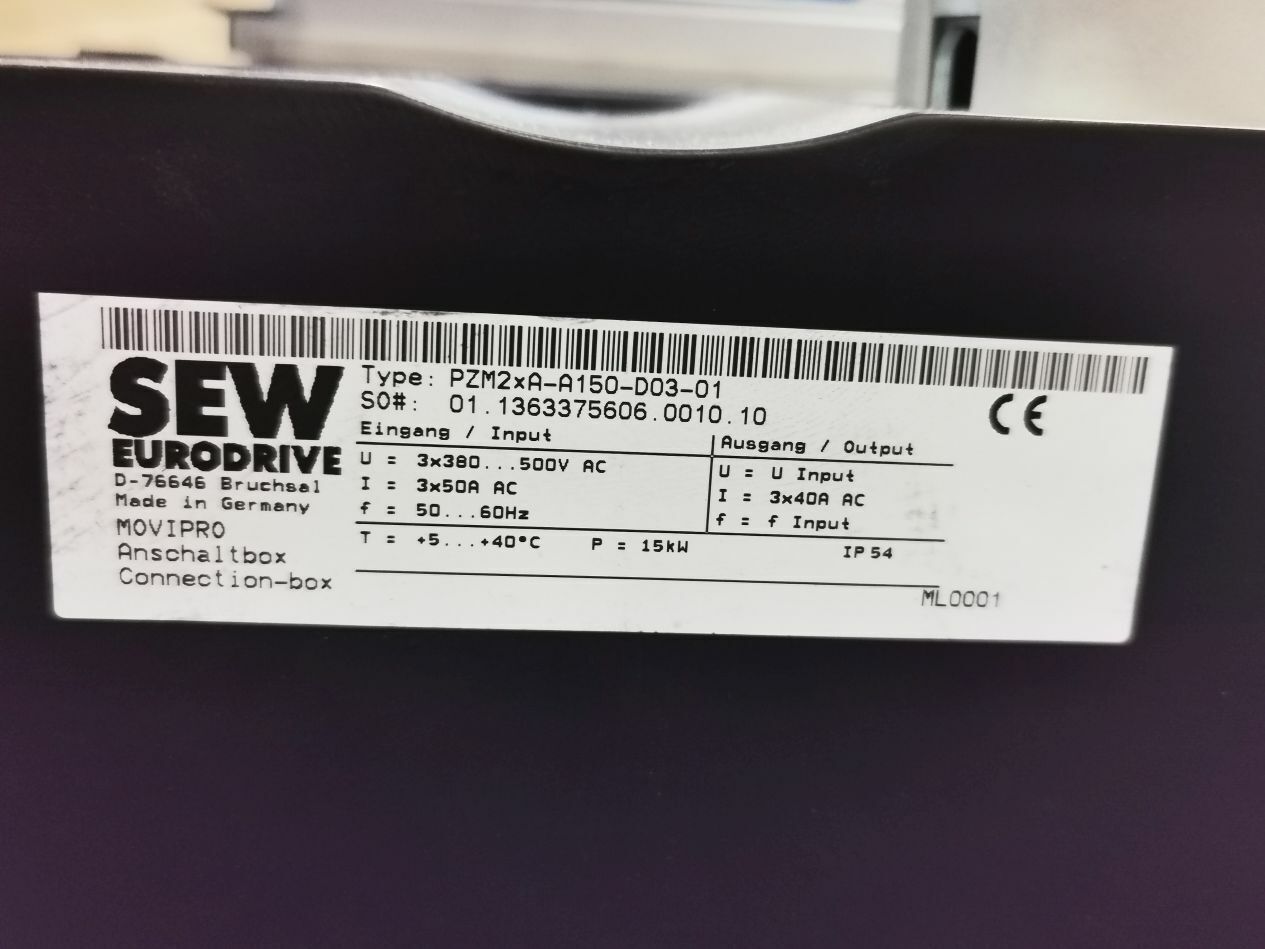 SEW
EURODRIVE
D-76646 Bruchsal
Made in Germany
MOVIPRO
Anschaltbox
Connection-box
Type: PZM2xA-A150-D03-01
SO#: 01.1363375606.0010.10
CE
Eingang / Input
U = 3x380...500V AC
I = 3x50A AC
f = 50...60Hz
Ausgang / Output
U = U Input
I = 3x40A AC
f = f Input
T = +5...+40°C P = 15kW IP54
ML0001